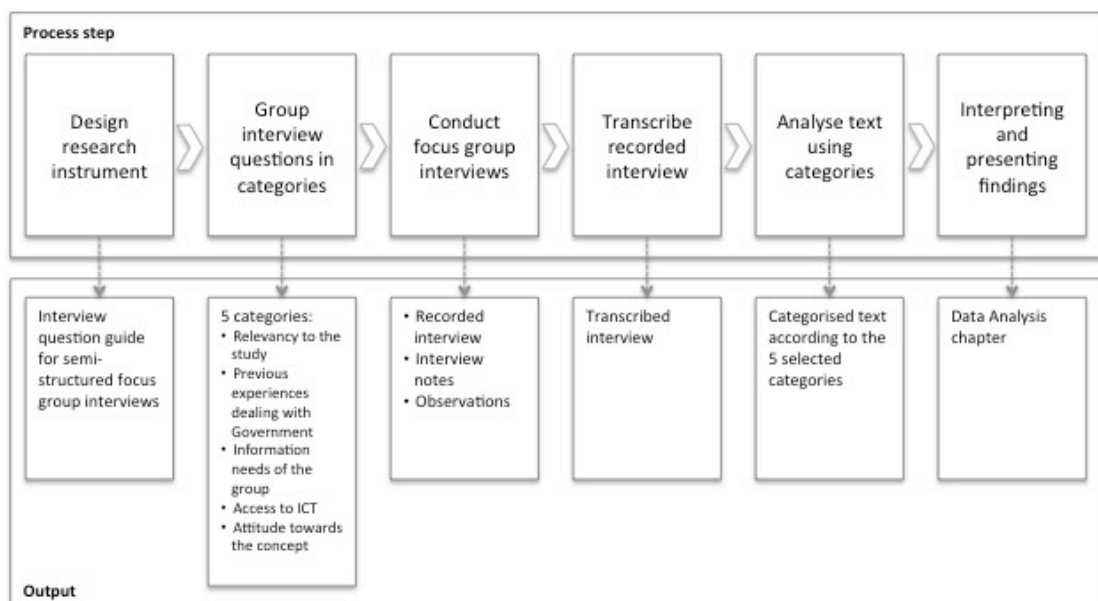 Process step
Design
research
instrument
Group
interview
questions in
categories
Conduct
focus group
interviews
Transcribe
recorded
interview
Analyse text
using
categories
Interpreting
and
presenting
findings
Interview
question guide
for semi-
structured focus
group interviews
5 categories:
• Relevancy to the
study
• Previous
experiences
dealing with
Government
• Information
needs of the
group
• Access to ICT
• Attitude towards
the concept
• Recorded
interview
• Interview
notes
• Observations
Transcribed
interview
Categorised text
according to the
5 selected
categories
Data Analysis
chapter
Output